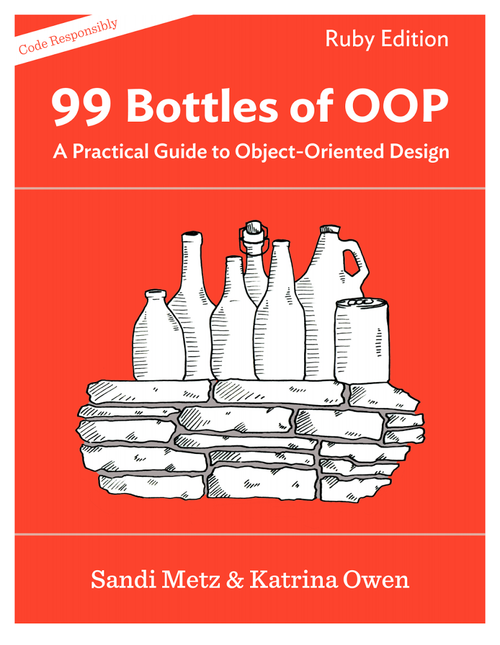 Code Responsibly
Ruby Edition
99 Bottles of OOP
A Practical Guide to Object-Oriented Design
Sandi Metz & Katrina Owen